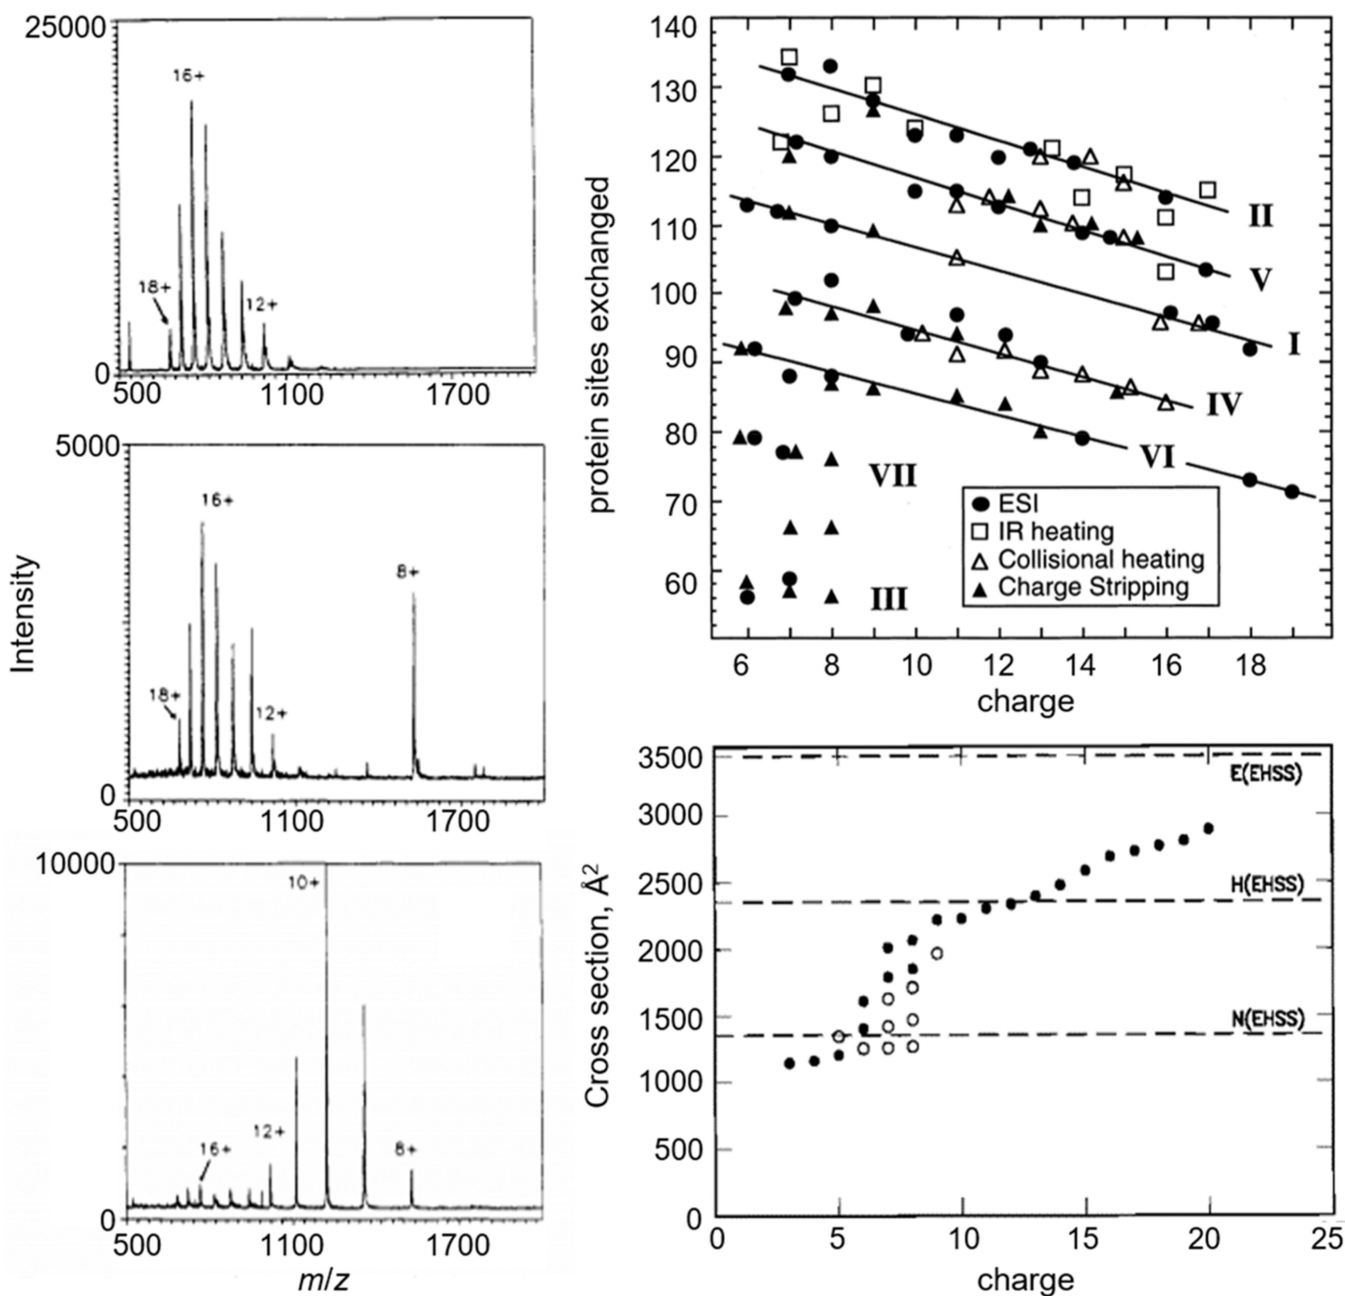 25000
16+
18+
12+
0
500
1100
1700
5000
16+
8+
18+
12+
0
500
1100
1700
Intensity
10000
10+
12+
16+
8+
0
500
1100
1700
m/z
140
130
120
110
100
90
80
70
60
protein sites exchanged
II
V
I
IV
VI
VII
III
ESI
IR heating
Collisional heating
Charge Stripping
6
8
10
12
14
16
18
charge
3500
3000
2500
2000
1500
1000
500
0
Cross section, Å²
E(EHSS)
H(EHSS)
N(EHSS)
0
5
10
15
20
25
charge